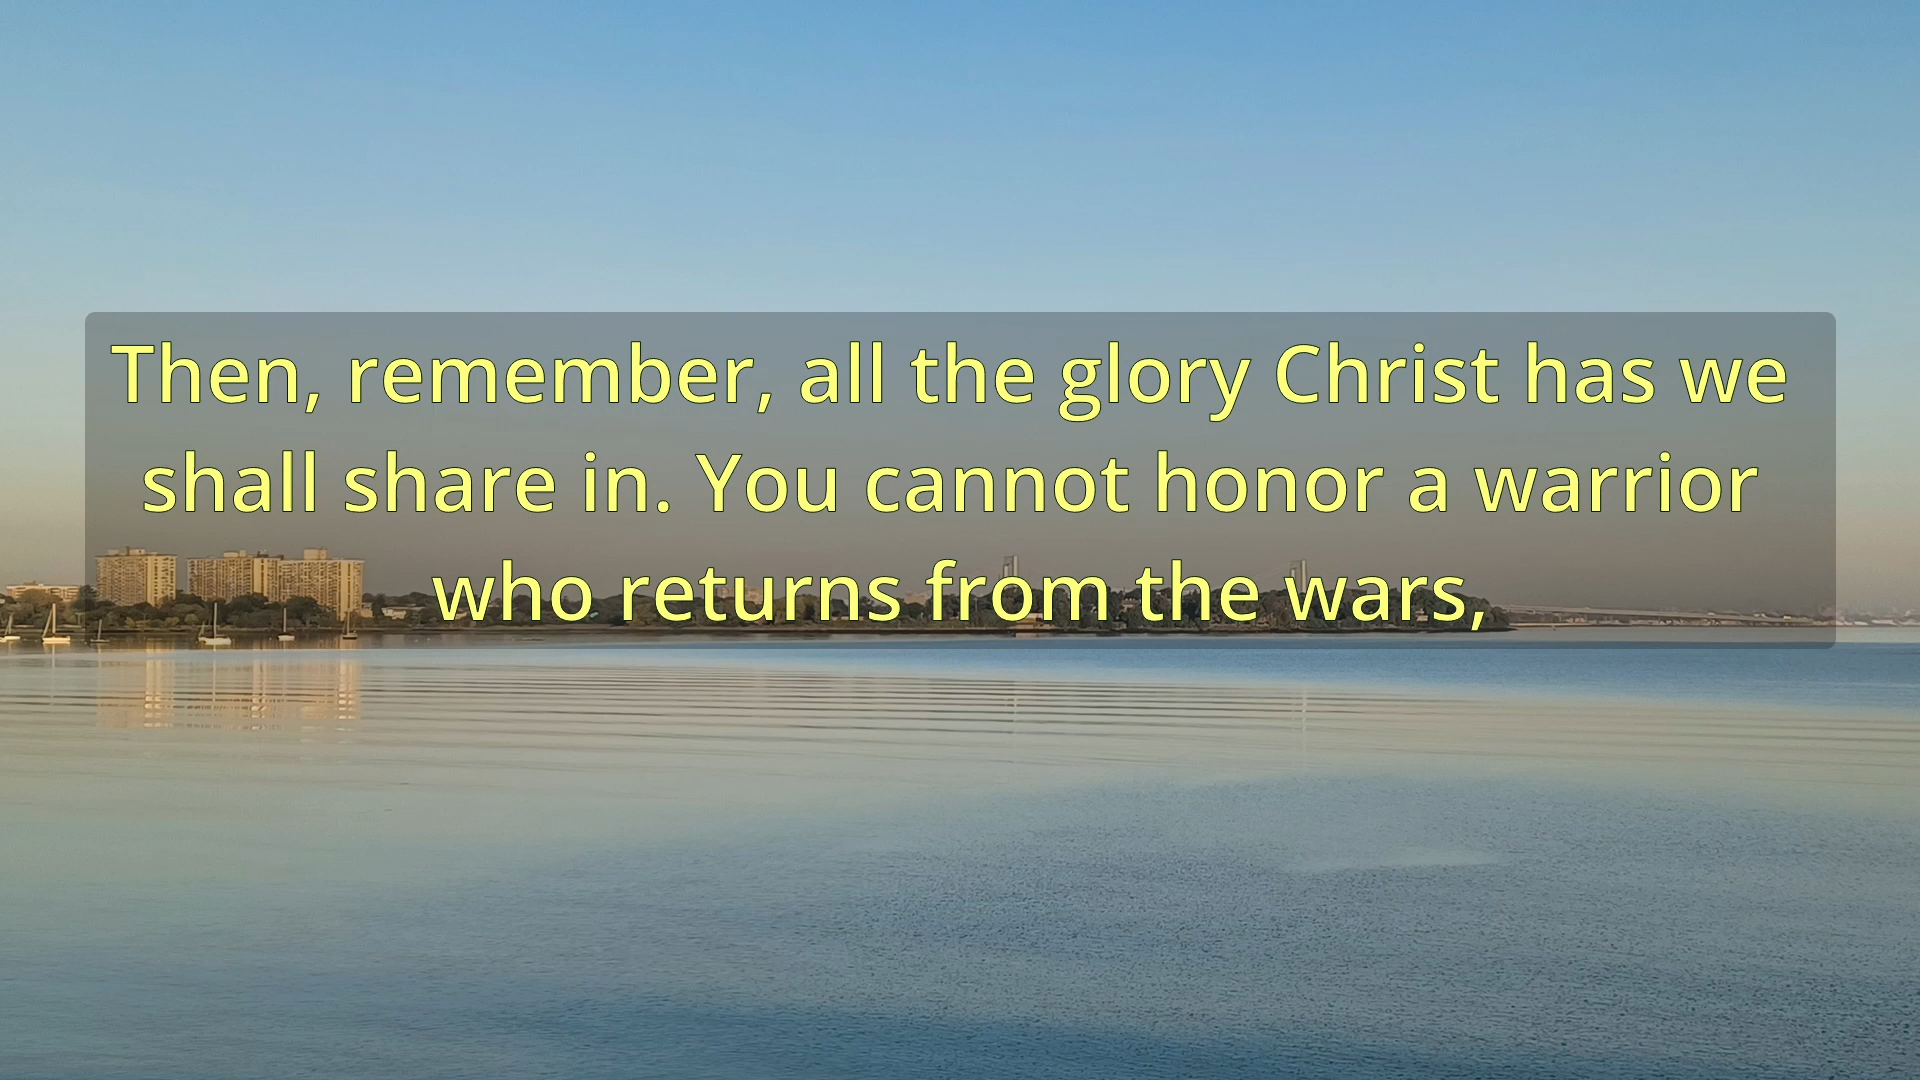 Then, remember, all the glory Christ has we
shall share in. You cannot honor a warrior
who returns from the wars,